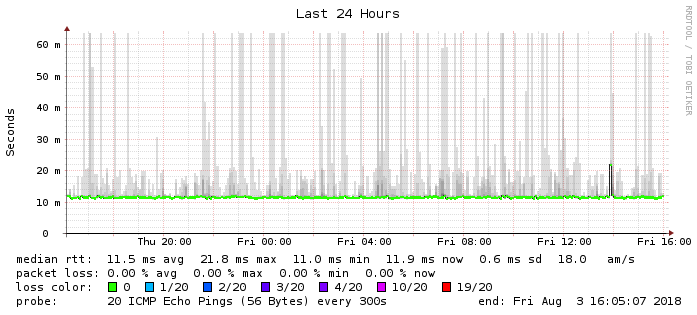 Last 24 Hours
RRDTOOL / TOBI OETIKER
Seconds
60 m
50 m
40 m
30 m
20 m
10 m
0
Thu 20:00 Fri 00:00 Fri 04:00 Fri 08:00 Fri 12:00 Fri 16:00
median rtt: 11.5 ms avg 21.8 ms max 11.0 ms min 11.9 ms now 0.6 ms sd 18.0 am/s
packet loss: 0.00 % avg 0.00 % max 0.00 % min 0.00 % now
loss color: 0 1/20 2/20 3/20 4/20 10/20 19/20
probe: 20 ICMP Echo Pings (56 Bytes) every 300s end: Fri Aug 3 16:05:07 2018